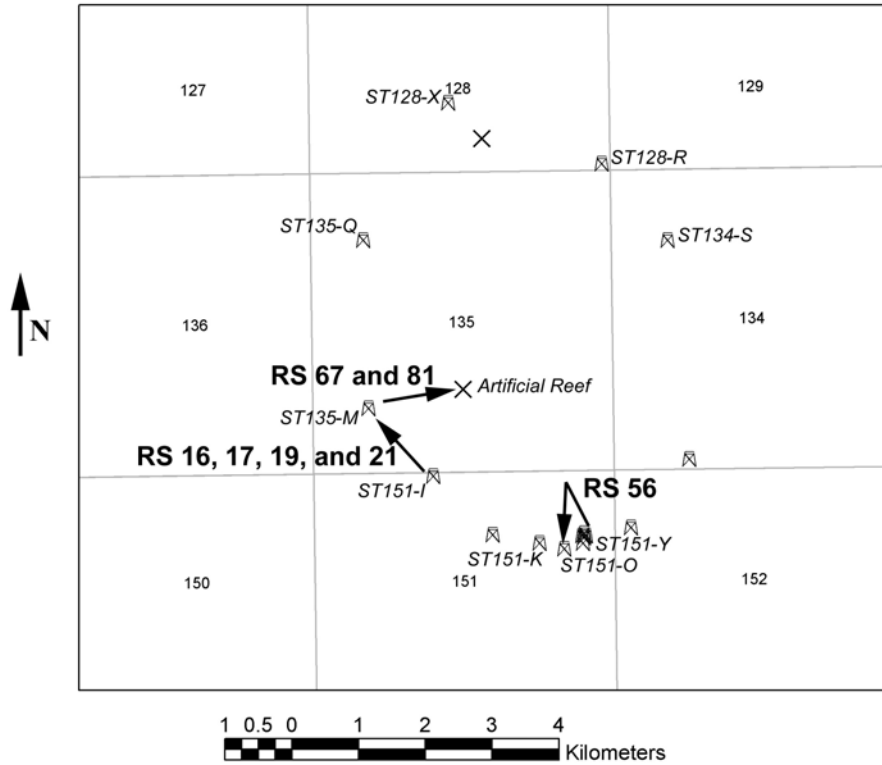 127
128
129
ST128-X
ST128-R
ST135-Q
ST134-S
N
136
135
134
RS 67 and 81
Artificial Reef
ST135-M
RS 16, 17, 19, and 21
ST151-I
RS 56
ST151-Y
ST151-K
ST151-O
150
151
152
1 0.5 0 1 2 3 4
Kilometers